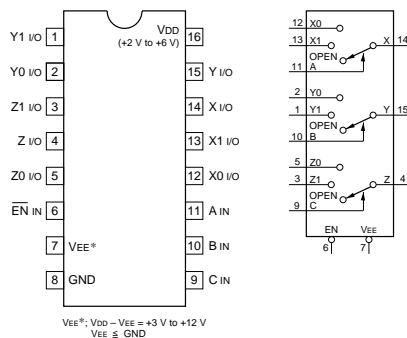 Y1 I/O 1
Y0 I/O 2
Z1 I/O 3
Z I/O 4
Z0 I/O 5
EN IN 6
7 VEE*
8 GND
VDD 16
(+2 V to +6 V)
15 Y I/O
14 X I/O
13 X1 I/O
12 X0 I/O
11 A IN
10 B IN
9 C IN
VEE*; VDD – VEE = +3 V to +12 V
VEE ≦ GND
12 X0
13 X1 X 14
OPEN
11 A
2 Y0
1 Y1 Y 15
OPEN
10 B
5 Z0
3 Z1 Z 4
OPEN
9 C
EN VEE
6 7